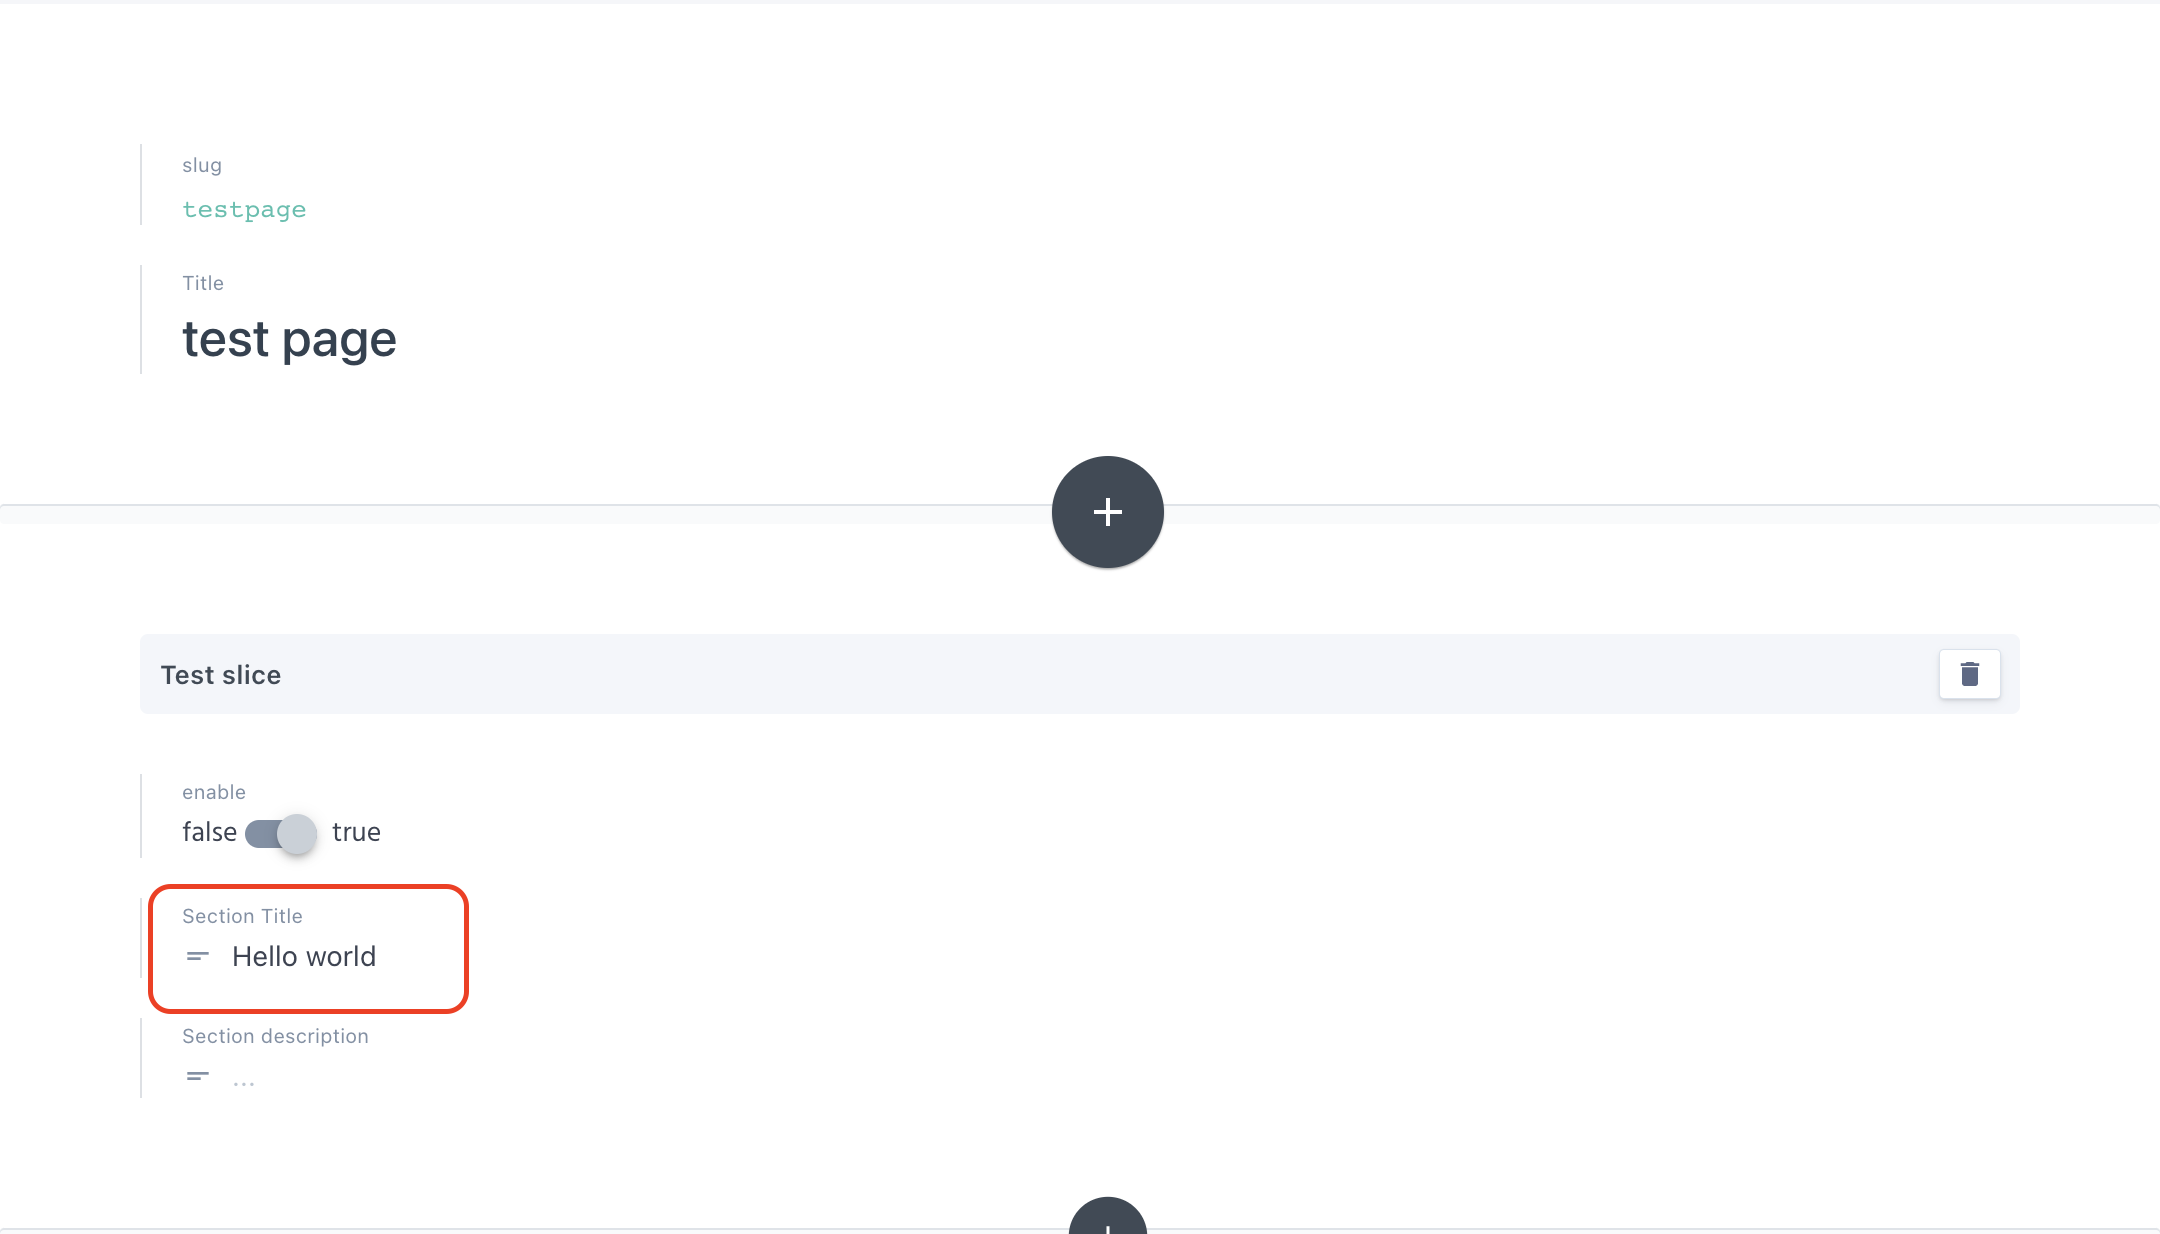 slug
testpage
Title
test page
Test slice
enable
false true
Section Title
Hello world
Section description
...